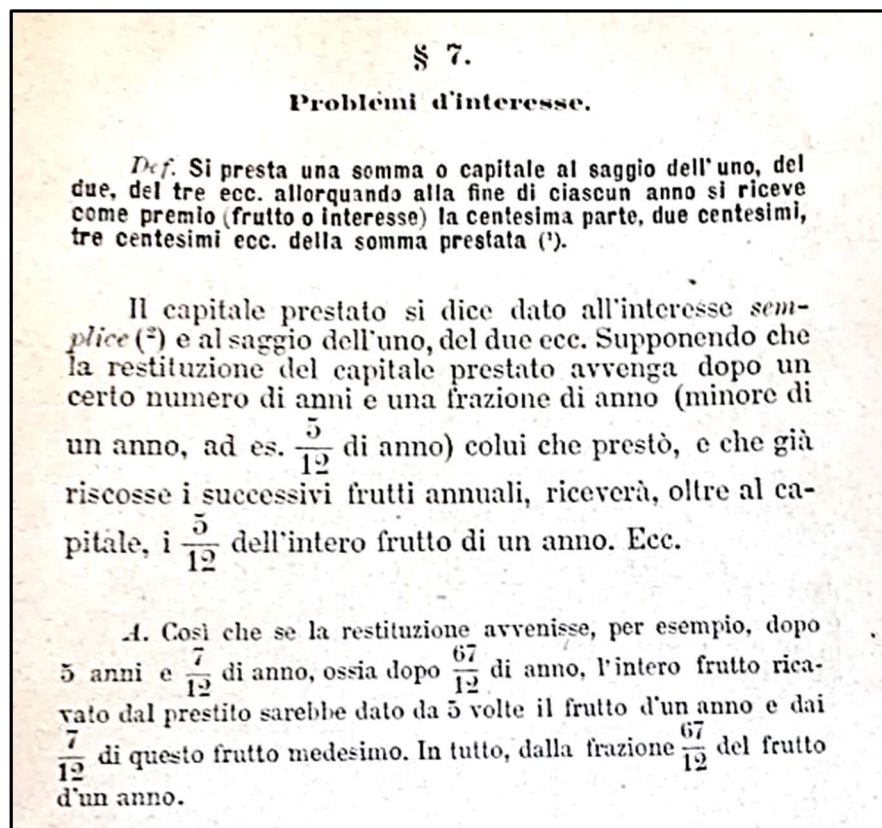 § 7.
Problemi d'interesse.
Def. Si presta una somma o capitale al saggio dell'uno, del
due, del tre ecc. allorquando alla fine di ciascun anno si riceve
come premio (frutto o interesse) la centesima parte, due centesimi,
tre centesimi ecc. della somma prestata (¹).
Il capitale prestato si dice dato all'interesse sem-
plice (²) e al saggio dell'uno, del due ecc. Supponendo che
la restituzione del capitale prestato avvenga dopo un
certo numero di anni e una frazione di anno (minore di
un anno, ad es. 5/12 di anno) colui che prestò, e che già
riscosse i successivi frutti annuali, riceverà, oltre al ca-
pitale, i 5/12 dell'intero frutto di un anno. Ecc.
A. Così che se la restituzione avvenisse, per esempio, dopo
5 anni e 7/12 di anno, ossia dopo 67/12 di anno, l'intero frutto rica-
vato dal prestito sarebbe dato da 5 volte il frutto d'un anno e dai
7/12 di questo frutto medesimo. In tutto, dalla frazione 67/12 del frutto
d'un anno.